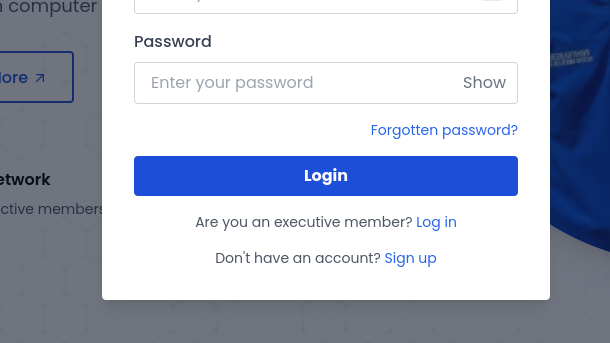 computer
Password
Enter your password
Show
ore
Forgotten password?
Login
etwork
ctive members
Are you an executive member? Log in
Don't have an account? Sign up